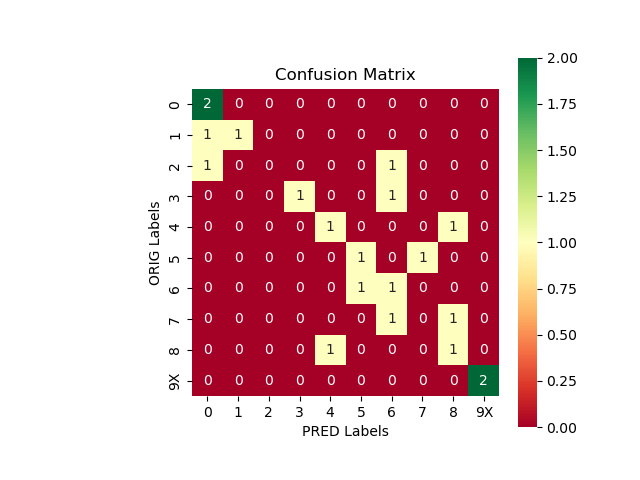 Confusion Matrix
ORIG Labels
0 2 0 0 0 0 0 0 0 0 0
1 1 1 0 0 0 0 0 0 0 0
2 1 0 0 0 0 0 1 0 0 0
3 0 0 0 1 0 0 1 0 0 0
4 0 0 0 0 1 0 0 0 1 0
5 0 0 0 0 0 1 0 1 0 0
6 0 0 0 0 0 1 1 0 0 0
7 0 0 0 0 0 0 1 0 1 0
8 0 0 0 0 1 0 0 0 1 0
9X 0 0 0 0 0 0 0 0 0 2
0 1 2 3 4 5 6 7 8 9X
PRED Labels
2.00
1.75
1.50
1.25
1.00
0.75
0.50
0.25
0.00